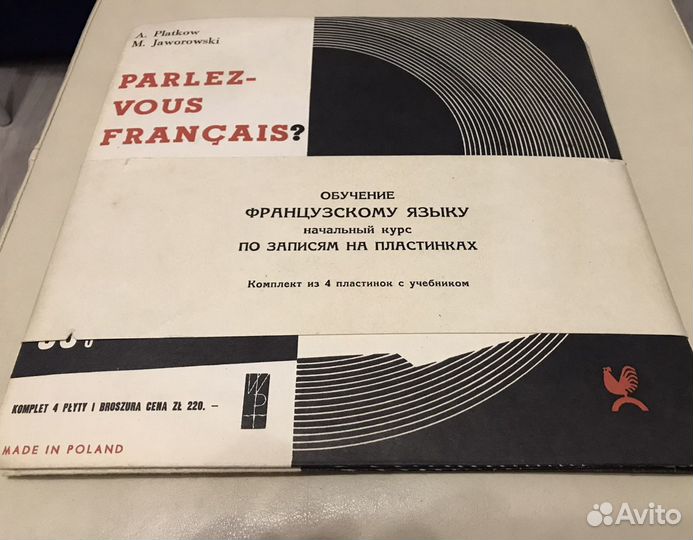 A. Platkow
M. Jaworowski
PARLEZ-
VOUS
FRANÇAIS?
ОБУЧЕНИЕ
ФРАНЦУЗСКОМУ ЯЗЫКУ
начальный курс
ПО ЗАПИСЯМ НА ПЛАСТИНКАХ
Комплект из 4 пластинок с учебником
KOMPLET 4 PŁYTY I BROSZURA CENA ZŁ 220. –
WPT
MADE IN POLAND
Avito